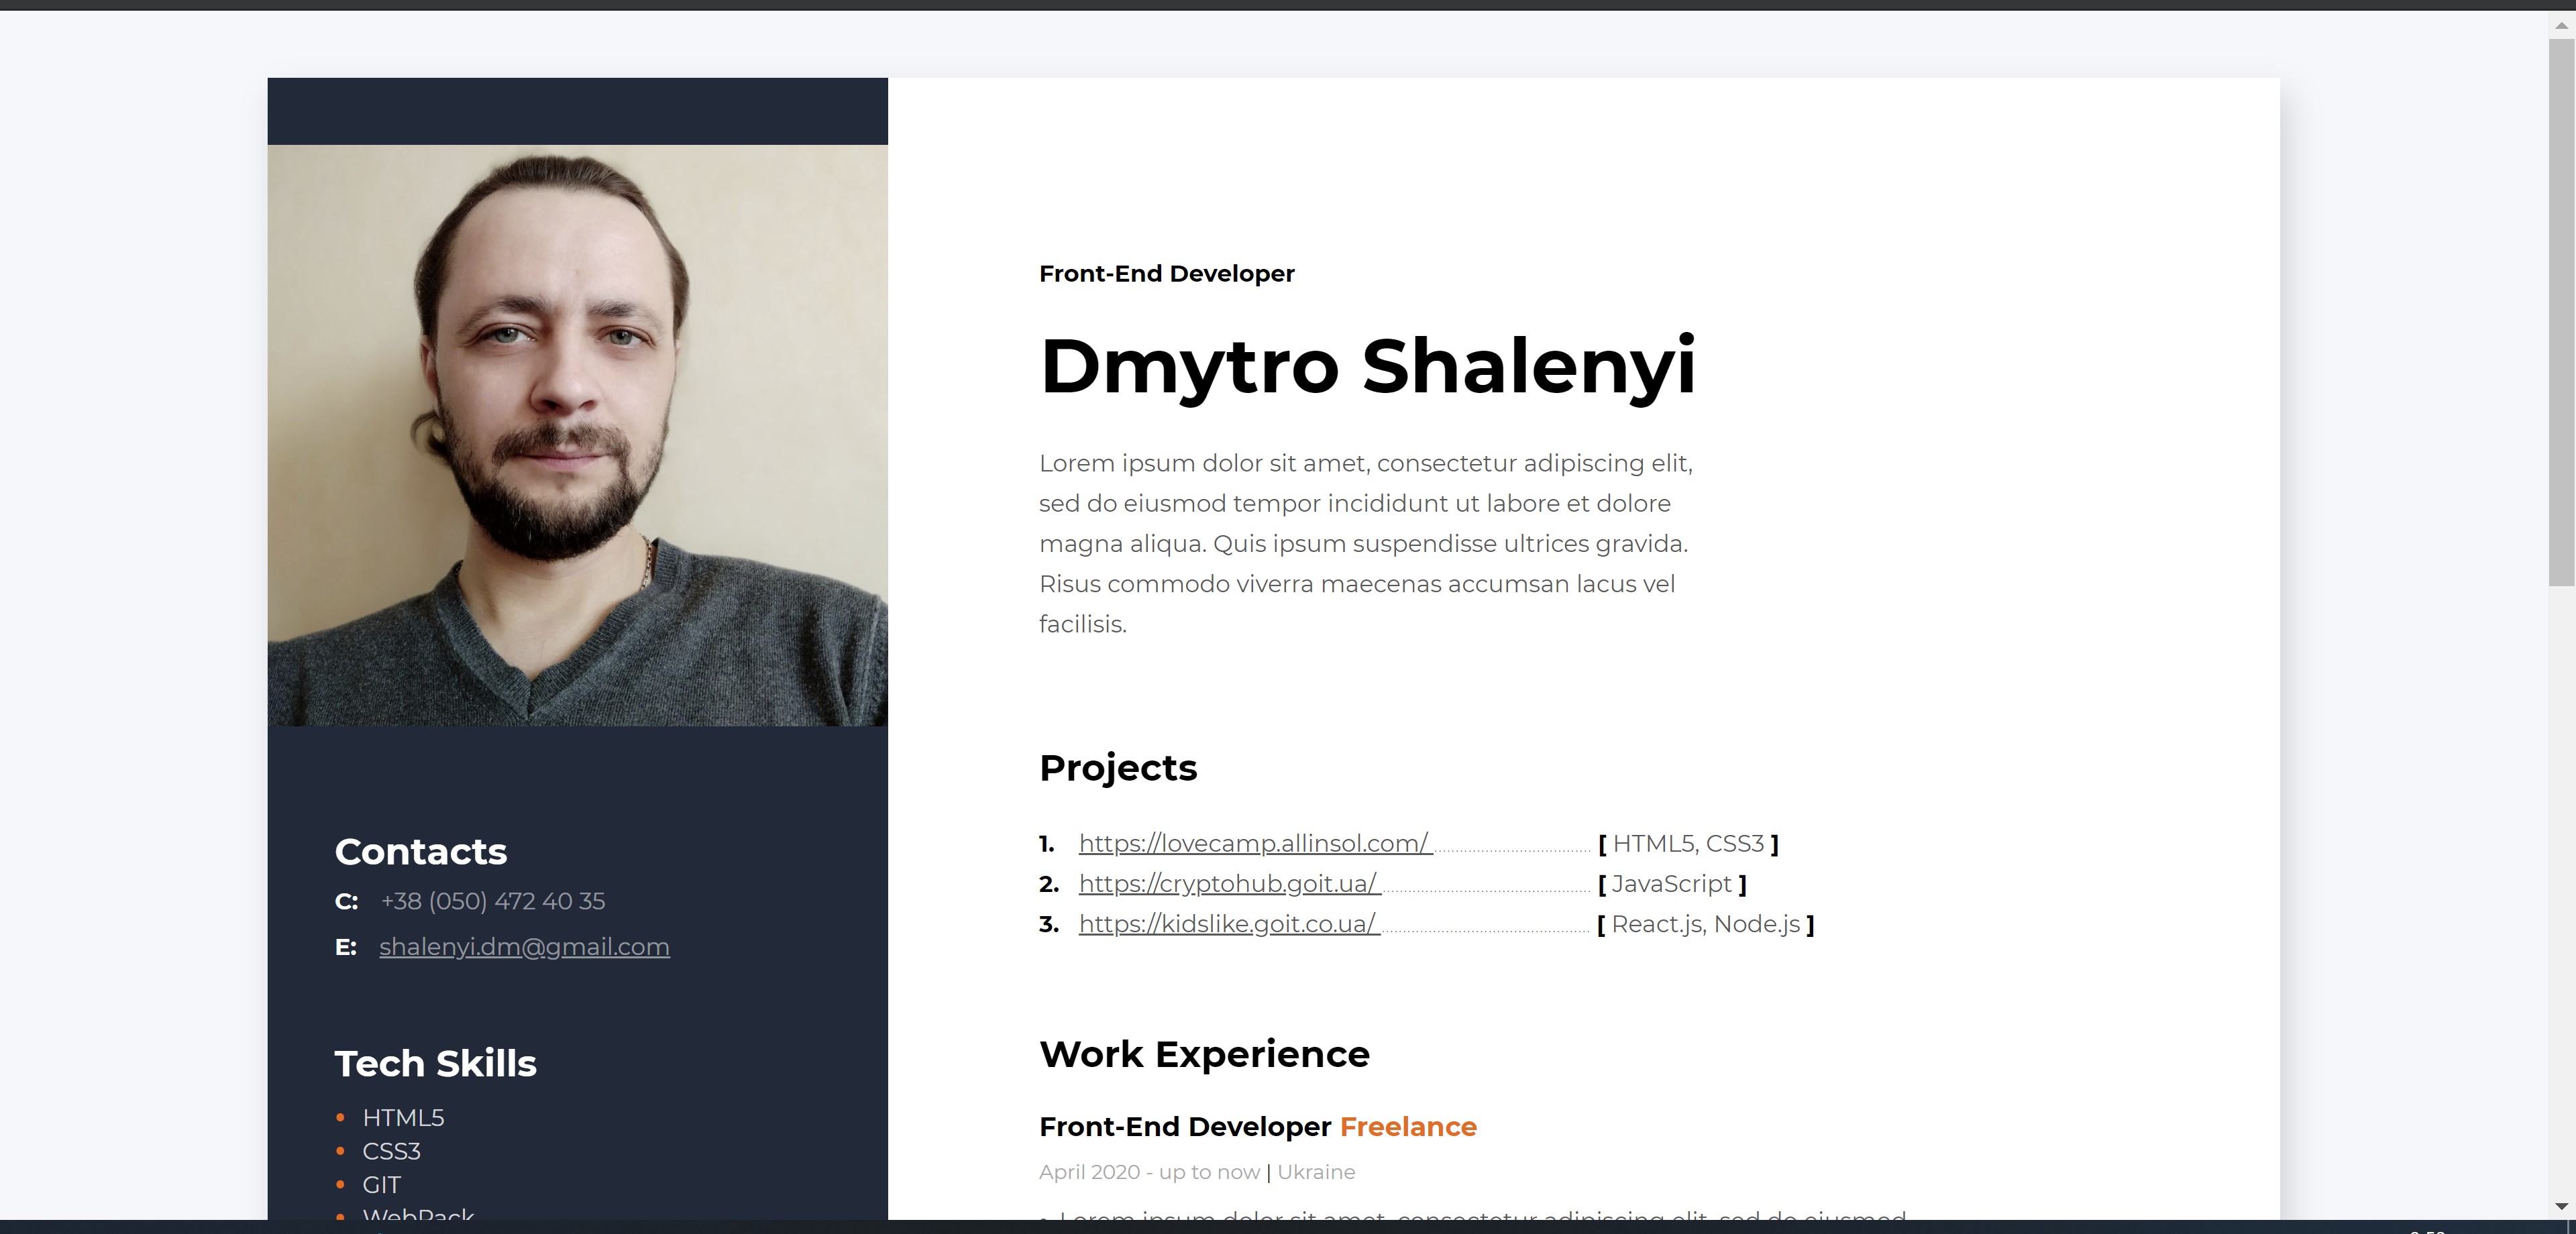 Contacts
C: +38 (050) 472 40 35
E: shalenyi.dm@gmail.com
Tech Skills
HTML5
CSS3
GIT
WebPack
Front-End Developer
Dmytro Shalenyi
Lorem ipsum dolor sit amet, consectetur adipiscing elit,
sed do eiusmod tempor incididunt ut labore et dolore
magna aliqua. Quis ipsum suspendisse ultrices gravida.
Risus commodo viverra maecenas accumsan lacus vel
facilisis.
Projects
1. https://lovecamp.allinsol.com/ [ HTML5, CSS3 ]
2. https://cryptohub.goit.ua/ [ JavaScript ]
3. https://kidslike.goit.co.ua/ [ React.js, Node.js ]
Work Experience
Front-End Developer Freelance
April 2020 - up to now | Ukraine
Lorem ipsum dolor sit amet, consectetur adipiscing elit, sed do eiusmod